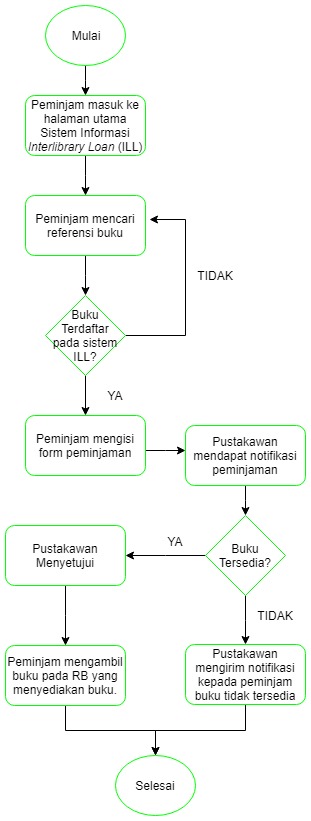 Mulai
Peminjam masuk ke
halaman utama
Sistem Informasi
Interlibrary Loan (ILL)
Peminjam mencari
referensi buku
TIDAK
Buku
Terdaftar
pada sistem
ILL?
YA
Peminjam mengisi
form peminjaman
Pustakawan
mendapat notifikasi
peminjaman
Buku
Tersedia?
YA
Pustakawan
Menyetujui
TIDAK
Peminjam mengambil
buku pada RB yang
menyediakan buku.
Pustakawan
mengirim notifikasi
kepada peminjam
buku tidak tersedia
Selesai